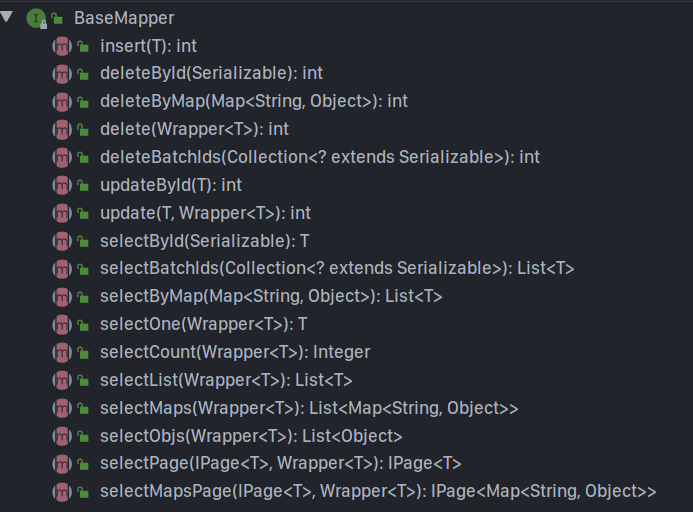 BaseMapper
insert(T): int
deleteById(Serializable): int
deleteByMap(Map<String, Object>): int
delete(Wrapper<T>): int
deleteBatchIds(Collection<? extends Serializable>): int
updateById(T): int
update(T, Wrapper<T>): int
selectById(Serializable): T
selectBatchIds(Collection<? extends Serializable>): List<T>
selectByMap(Map<String, Object>): List<T>
selectOne(Wrapper<T>): T
selectCount(Wrapper<T>): Integer
selectList(Wrapper<T>): List<T>
selectMaps(Wrapper<T>): List<Map<String, Object>>
selectObjs(Wrapper<T>): List<Object>
selectPage(IPage<T>, Wrapper<T>): IPage<T>
selectMapsPage(IPage<T>, Wrapper<T>): IPage<Map<String, Object>>